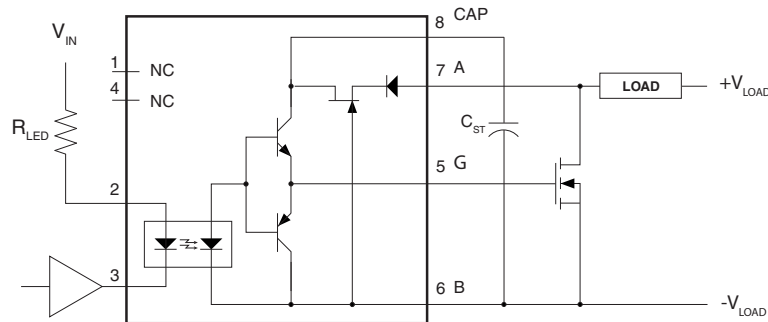 8 CAP
V_IN
1 NC
4 NC
7 A
LOAD
+V_LOAD
R_LED
C_ST
5 G
2
3
6 B
-V_LOAD